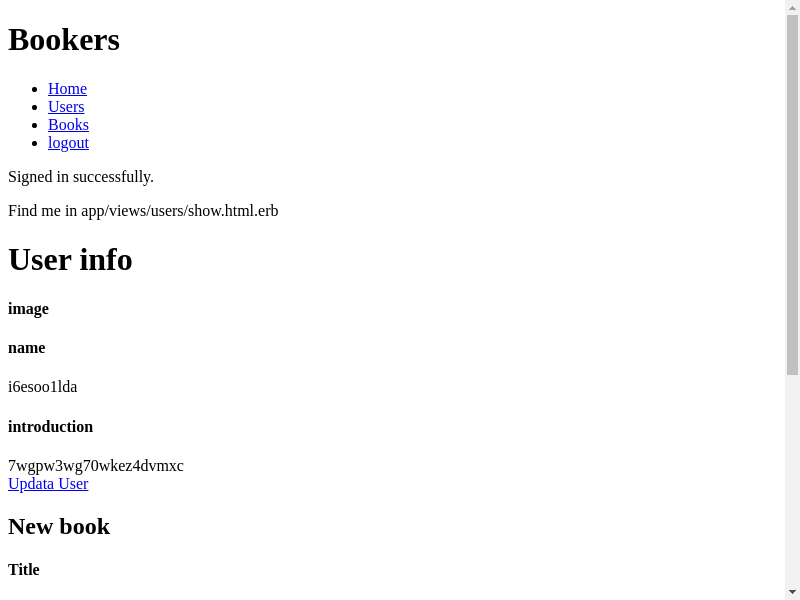 Bookers
Home
Users
Books
logout
Signed in successfully.
Find me in app/views/users/show.html.erb
User info
image
name
i6esoo1lda
introduction
7wgpw3wg70wkez4dvmxc
Updata User
New book
Title